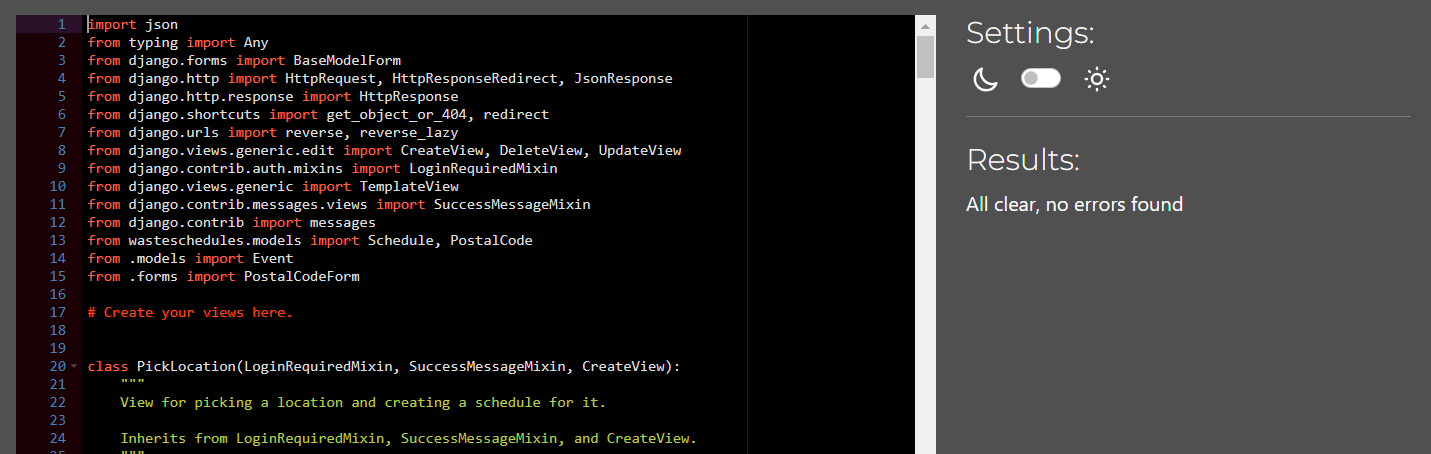 1 import json
2 from typing import Any
3 from django.forms import BaseModelForm
4 from django.http import HttpRequest, HttpResponseRedirect, JsonResponse
5 from django.http.response import HttpResponse
6 from django.shortcuts import get_object_or_404, redirect
7 from django.urls import reverse, reverse_lazy
8 from django.views.generic.edit import CreateView, DeleteView, UpdateView
9 from django.contrib.auth.mixins import LoginRequiredMixin
10 from django.views.generic import TemplateView
11 from django.contrib.messages.views import SuccessMessageMixin
12 from django.contrib import messages
13 from wasteschedules.models import Schedule, PostalCode
14 from .models import Event
15 from .forms import PostalCodeForm
16
17 # Create your views here.
18
19
20 class PickLocation(LoginRequiredMixin, SuccessMessageMixin, CreateView):
21 """
22 View for picking a location and creating a schedule for it.
23
24 Inherits from LoginRequiredMixin, SuccessMessageMixin, and CreateView.
25 """
Settings:
Results:
All clear, no errors found